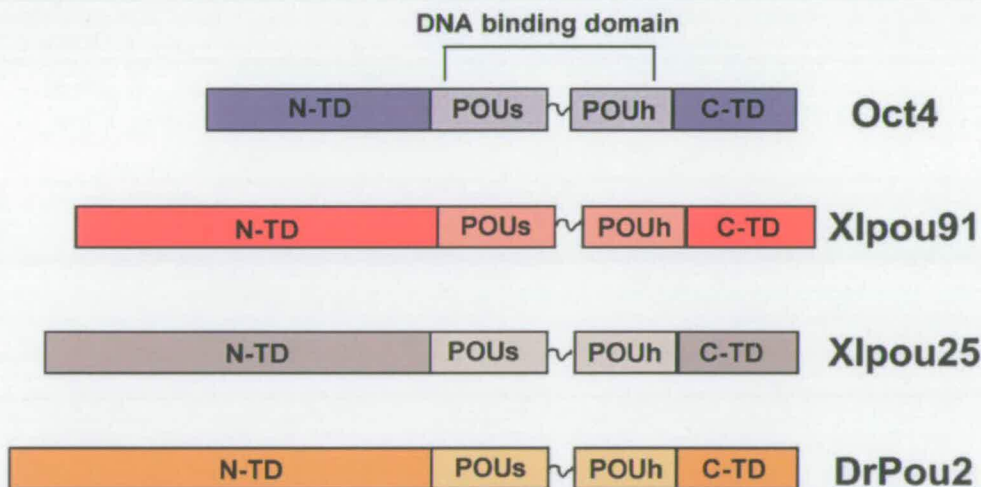 DNA binding domain
N-TD POUs POUh C-TD Oct4
N-TD POUs POUh C-TD Xlpou91
N-TD POUs POUh C-TD Xlpou25
N-TD POUs POUh C-TD DrPou2